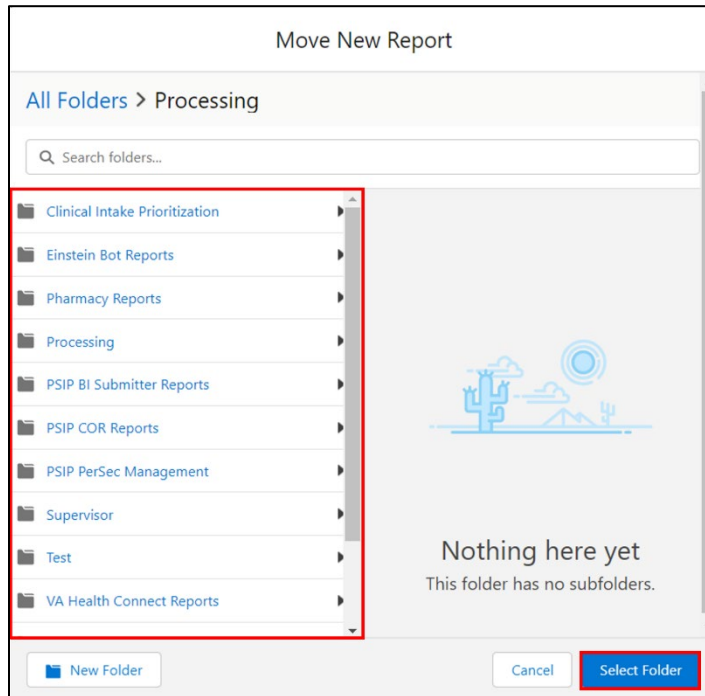 Move New Report
All Folders > Processing
Search folders...
Clinical Intake Prioritization
Einstein Bot Reports
Pharmacy Reports
Processing
PSIP BI Submitter Reports
PSIP COR Reports
PSIP PerSec Management
Supervisor
Test
VA Health Connect Reports
Nothing here yet
This folder has no subfolders.
New Folder
Cancel
Select Folder